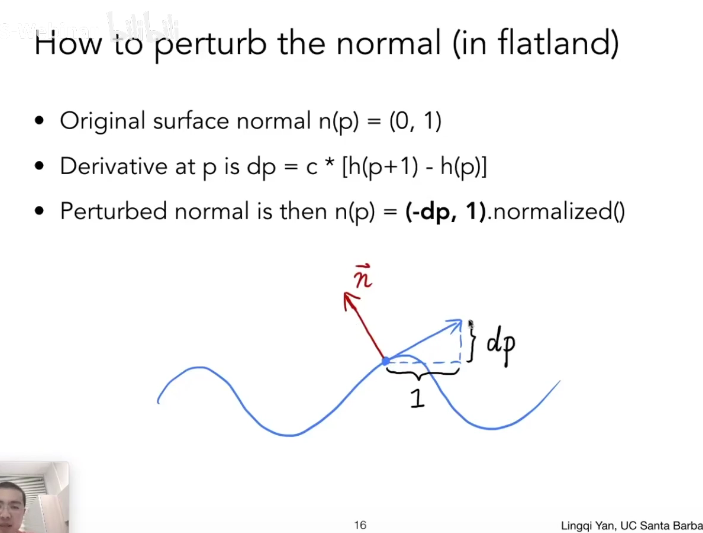 How to perturb the normal (in flatland)
• Original surface normal n(p) = (0, 1)
• Derivative at p is dp = c * [h(p+1) - h(p)]
• Perturbed normal is then n(p) = (-dp, 1).normalized()
n⃗
dp
1
16
Lingqi Yan, UC Santa Barba